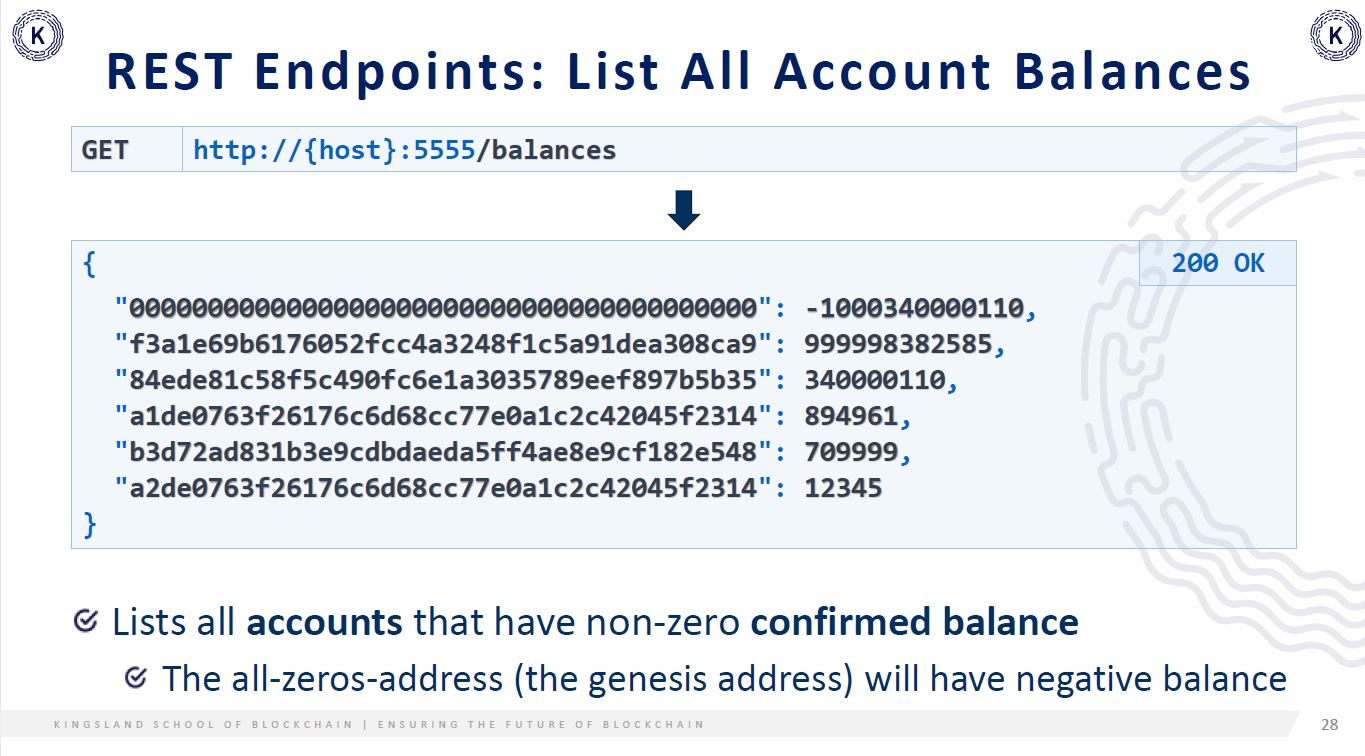 K
K
REST Endpoints: List All Account Balances
GET http://{host}:5555/balances
{
200 OK
"0000000000000000000000000000000000000000": -1000340000110,
"f3a1e69b6176052fcc4a3248f1c5a91dea308ca9": 999998382585,
"84ede81c58f5c490fc6e1a3035789eef897b5b35": 340000110,
"a1de0763f26176c6d68cc77e0a1c2c42045f2314": 894961,
"b3d72ad831b3e9cdbdaeda5ff4ae8e9cf182e548": 709999,
"a2de0763f26176c6d68cc77e0a1c2c42045f2314": 12345
}
Lists all accounts that have non-zero confirmed balance
The all-zeros-address (the genesis address) will have negative balance
KINGSLAND SCHOOL OF BLOCKCHAIN | ENSURING THE FUTURE OF BLOCKCHAIN
28